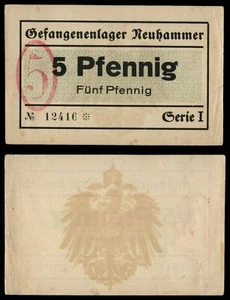 Gefangenenlager Neuhammer
5
5 Pfennig
Fünf Pfennig
№ 12416 ❊
Serie I